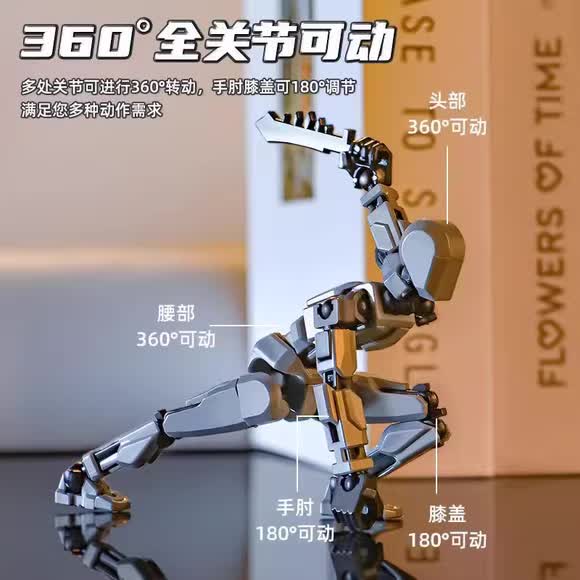 360°全关节可动
多处关节可进行360°转动，手肘膝盖可180°调节
满足您多种动作需求
头部
360°可动
腰部
360°可动
手肘
180°可动
膝盖
180°可动
FLOWERS OF TIME